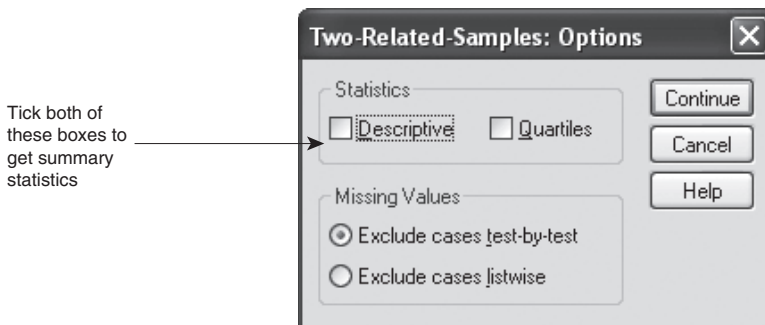 Two-Related-Samples: Options
Tick both of
these boxes to
get summary
statistics
Statistics
Descriptive Quartiles
Missing Values
Exclude cases test-by-test
Exclude cases listwise
Continue
Cancel
Help